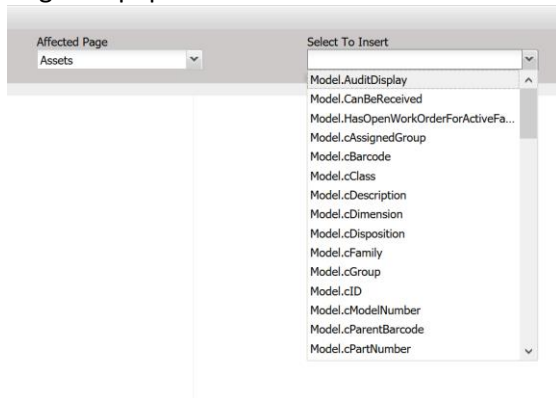 Affected Page
Select To Insert
Assets
Model.AuditDisplay
Model.CanBeReceived
Model.HasOpenWorkOrderForActiveFa...
Model.cAssignedGroup
Model.cBarcode
Model.cClass
Model.cDescription
Model.cDimension
Model.cDisposition
Model.cFamily
Model.cGroup
Model.cID
Model.cModelNumber
Model.cParentBarcode
Model.cPartNumber